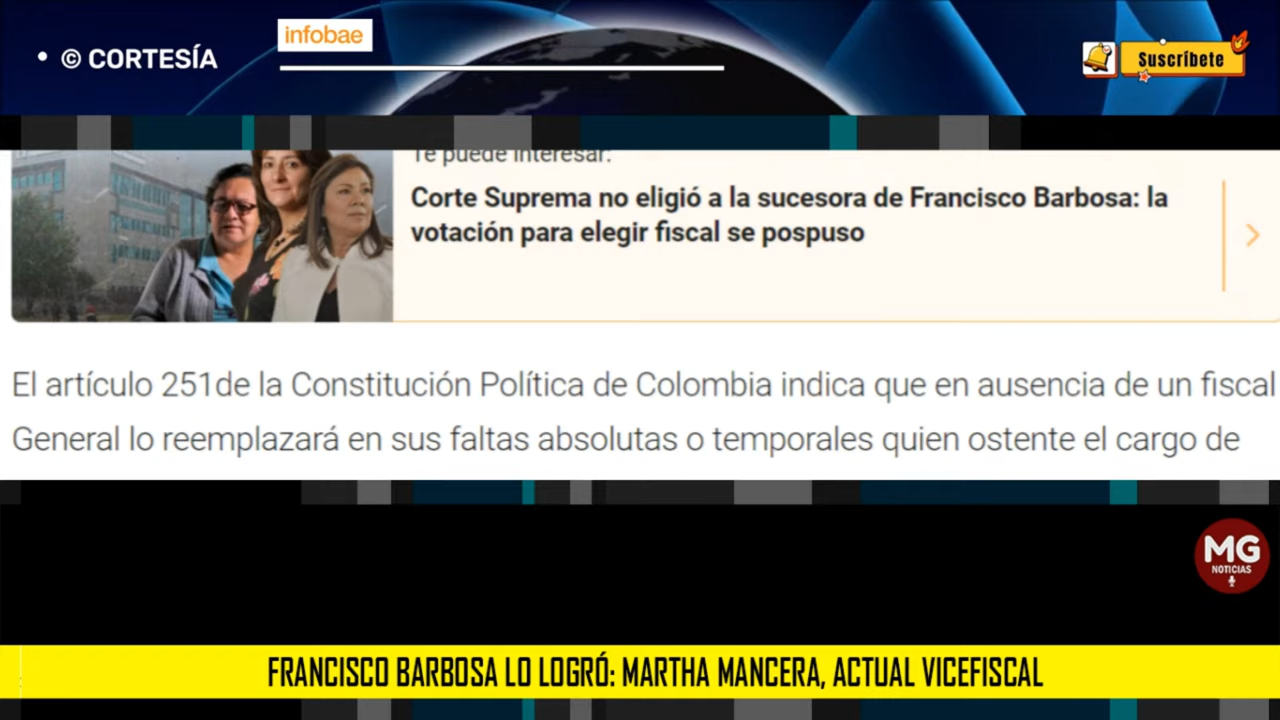 infobae
• © CORTESÍA
Suscríbete
Te puede interesar:
Corte Suprema no eligió a la sucesora de Francisco Barbosa: la
votación para elegir fiscal se pospuso
El artículo 251de la Constitución Política de Colombia indica que en ausencia de un fiscal
General lo reemplazará en sus faltas absolutas o temporales quien ostente el cargo de
MG
NOTICIAS
FRANCISCO BARBOSA LO LOGRÓ: MARTHA MANCERA, ACTUAL VICEFISCAL